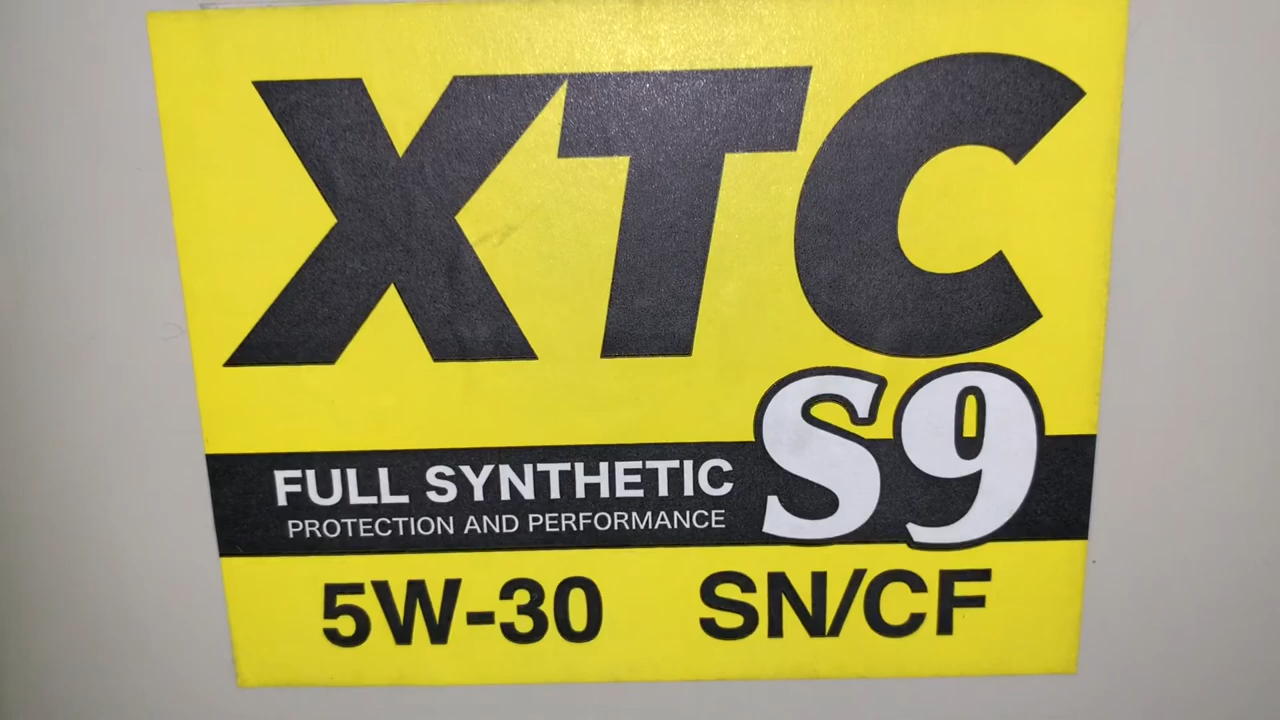 XTC
S9
FULL SYNTHETIC
PROTECTION AND PERFORMANCE
5W-30 SN/CF